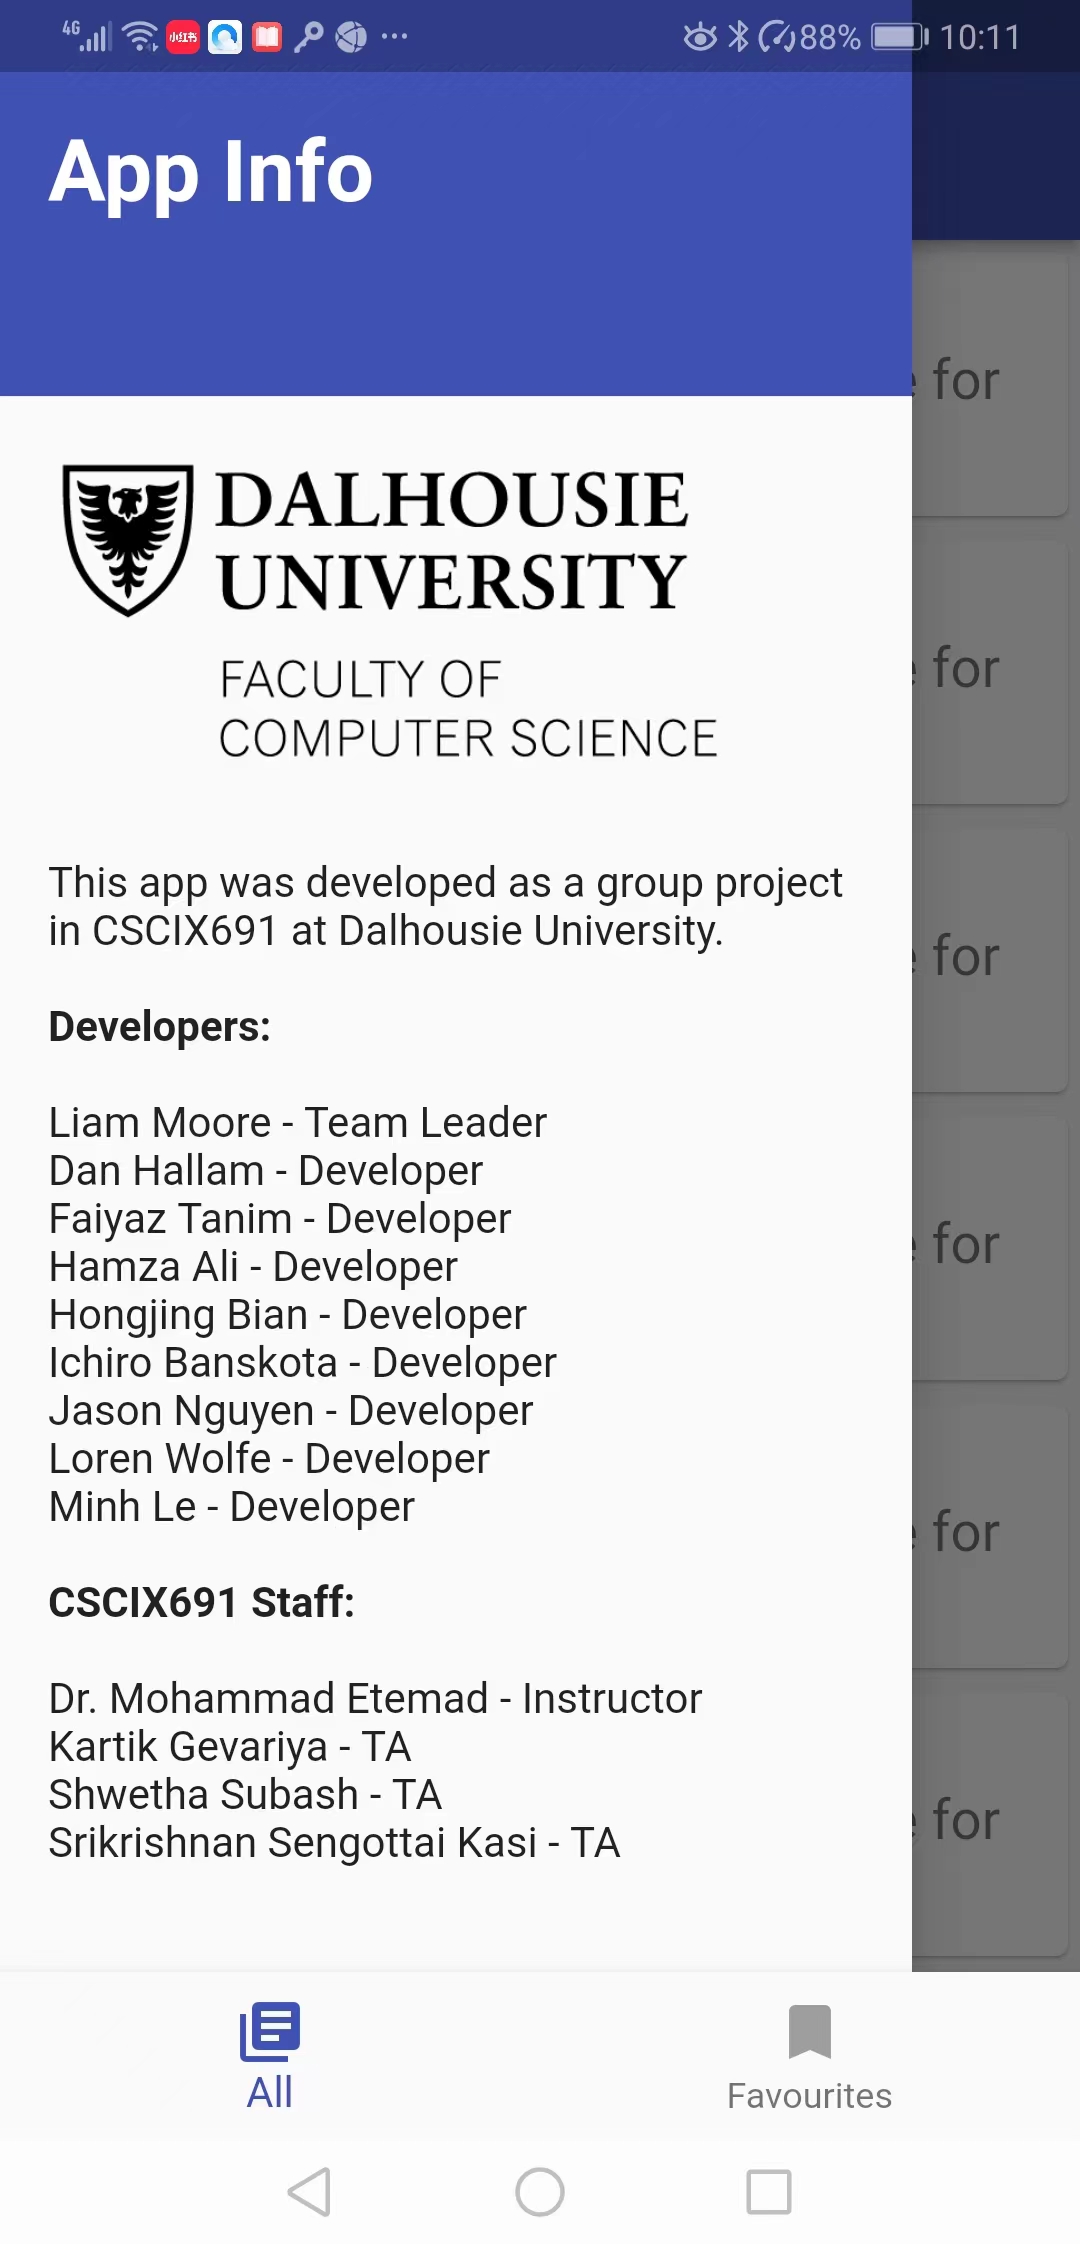 4G 小红书 88% 10:11
App Info
for
DALHOUSIE
UNIVERSITY
FACULTY OF
COMPUTER SCIENCE
for
This app was developed as a group project
in CSCIX691 at Dalhousie University.
for
Developers:
Liam Moore - Team Leader
Dan Hallam - Developer
Faiyaz Tanim - Developer
Hamza Ali - Developer
for
Hongjing Bian - Developer
Ichiro Banskota - Developer
Jason Nguyen - Developer
Loren Wolfe - Developer
Minh Le - Developer
for
CSCIX691 Staff:
Dr. Mohammad Etemad - Instructor
Kartik Gevariya - TA
Shwetha Subash - TA
for
Srikrishnan Sengottai Kasi - TA
All
Favourites